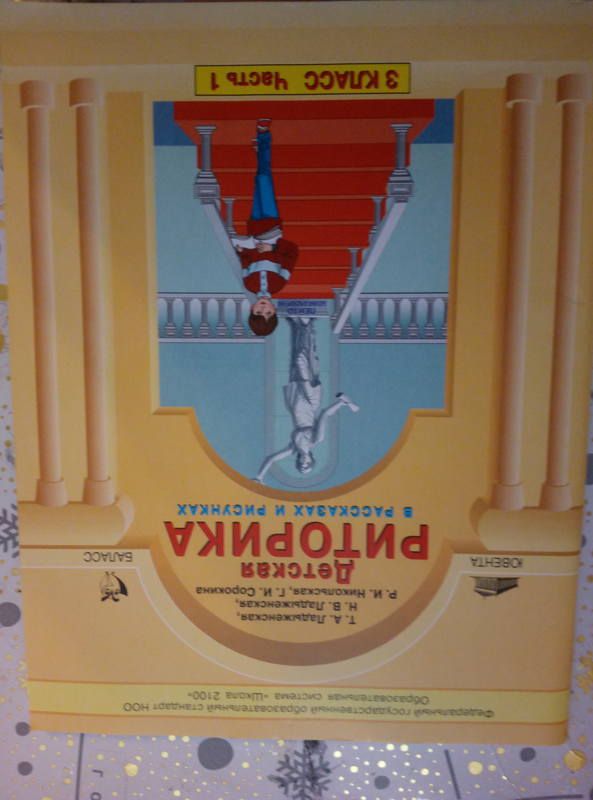 Федеральный государственный образовательный стандарт НОО
Образовательная система «Школа 2100»
Т. А. Ладыженская,
Н. В. Ладыженская,
Р. И. Никольская, Г. И. Сорокина
Детская
РИТОРИКА
В РАССКАЗАХ И РИСУНКАХ
ЮВЕНТА
БАЛАСС
3 КЛАСС Часть 1